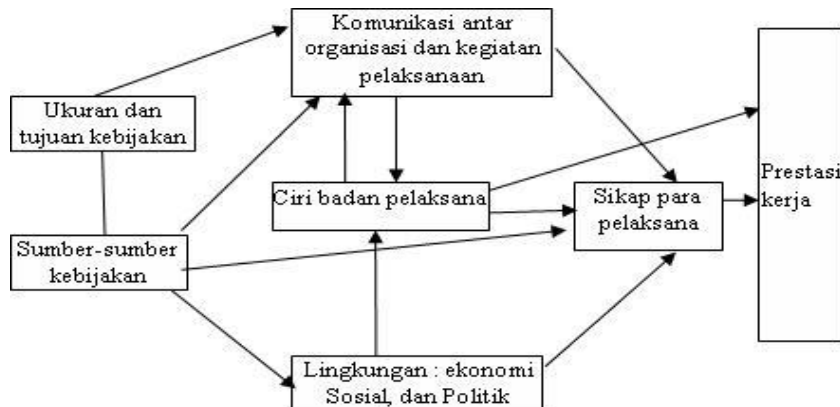 Komunikasi antar
organisasi dan kegiatan
pelaksanaan
Ukuran dan
tujuan kebijakan
Ciri badan pelaksana
Sikap para
pelaksana
Prestasi
kerja
Sumber-sumber
kebijakan
Lingkungan : ekonomi
Sosial, dan Politik